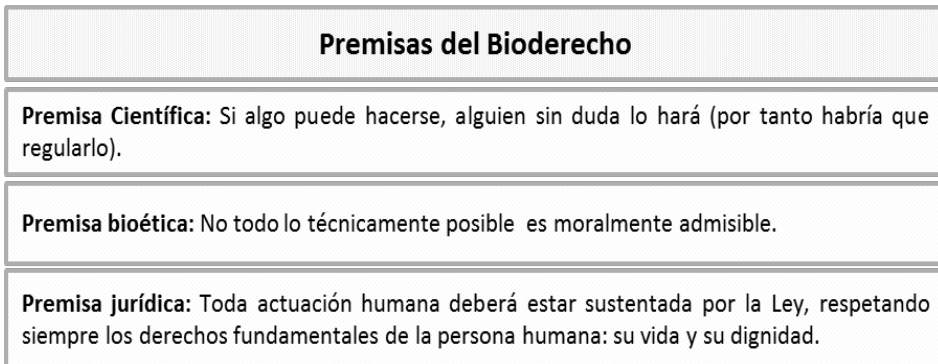 Premisas del Bioderecho
Premisa Científica: Si algo puede hacerse, alguien sin duda lo hará (por tanto habría que
regularlo).
Premisa bioética: No todo lo técnicamente posible es moralmente admisible.
Premisa jurídica: Toda actuación humana deberá estar sustentada por la Ley, respetando
siempre los derechos fundamentales de la persona humana: su vida y su dignidad.